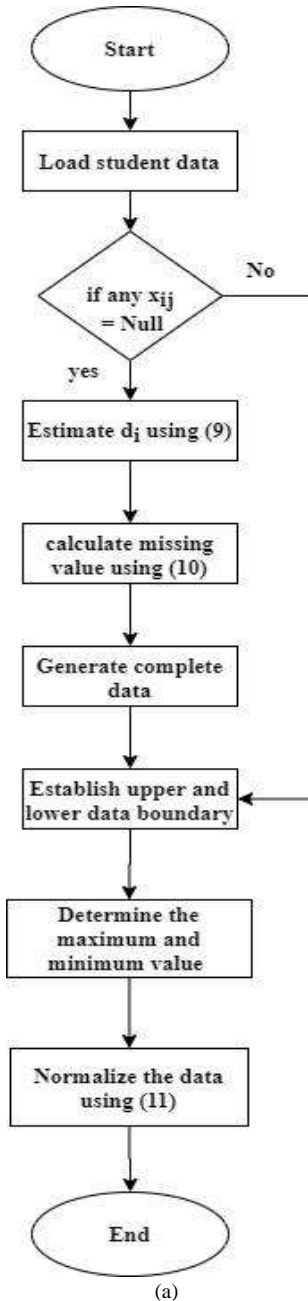 Start
Load student data
No
if any xij
= Null
yes
Estimate di using (9)
calculate missing
value using (10)
Generate complete
data
Establish upper and
lower data boundary
Determine the
maximum and
minimum value
Normalize the data
using (11)
End
(a)